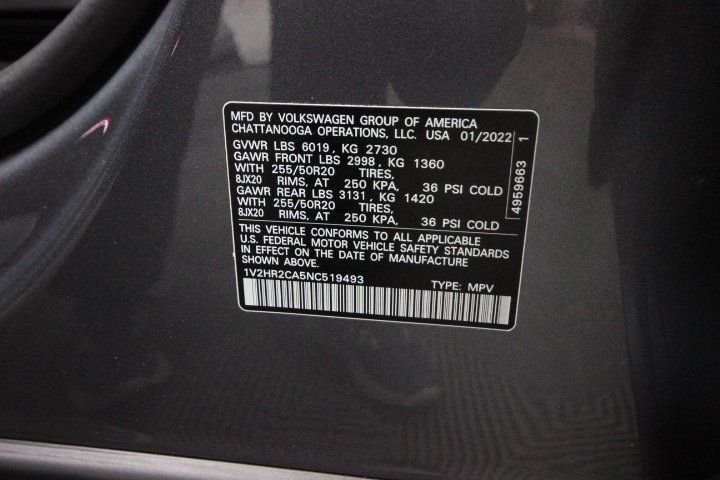 MFD BY VOLKSWAGEN GROUP OF AMERICA
CHATTANOOGA OPERATIONS, LLC. USA 01/2022
GVWR LBS 6019, KG 2730
GAWR FRONT LBS 2998, KG 1360
WITH 255/50R20 TIRES,
8JX20 RIMS, AT 250 KPA, 36 PSI COLD
GAWR REAR LBS 3131, KG 1420
WITH 255/50R20 TIRES,
8JX20 RIMS, AT 250 KPA, 36 PSI COLD
THIS VEHICLE CONFORMS TO ALL APPLICABLE
U.S. FEDERAL MOTOR VEHICLE SAFETY STANDARDS
IN EFFECT ON THE DATE OF MANUFACTURE
SHOWN ABOVE.
1V2HR2CA5NC519493 TYPE: MPV
4959663 1